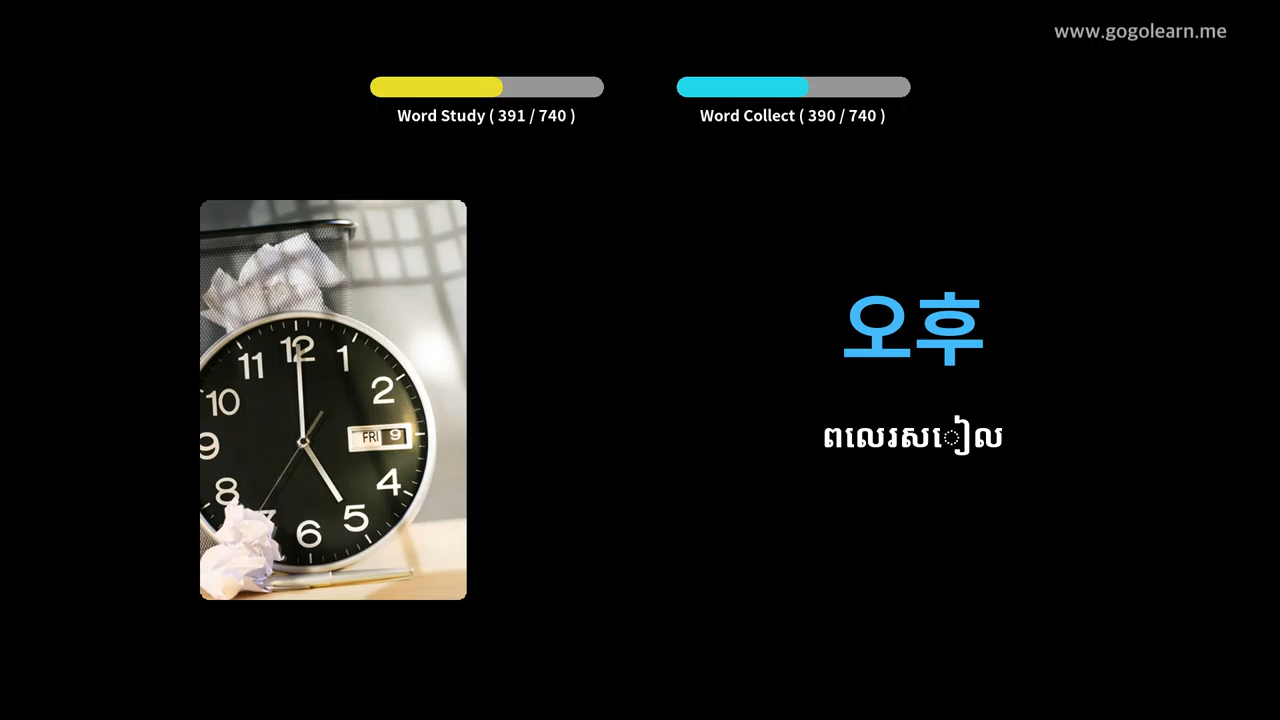 www.gogolearn.me
Word Study ( 391 / 740 )
Word Collect ( 390 / 740 )
12
11
1
10
2
9
FRI 9
8
4
7
5
6
오후
ពលេរសៀល